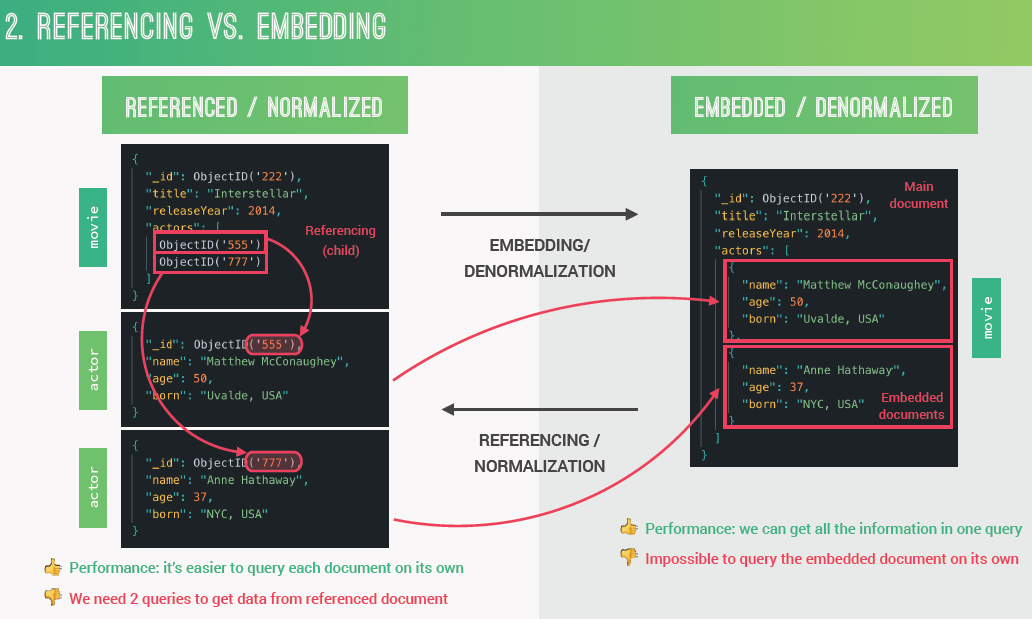 2. REFERENCING VS. EMBEDDING
REFERENCED / NORMALIZED
movie
{
"_id": ObjectID('222'),
"title": "Interstellar",
"releaseYear": 2014,
"actors": [
ObjectID('555')
ObjectID('777')
]
}
Referencing
(child)
actor
{
"_id": ObjectID('555'),
"name": "Matthew McConaughey",
"age": 50,
"born": "Uvalde, USA"
}
actor
{
"_id": ObjectID('777'),
"name": "Anne Hathaway",
"age": 37,
"born": "NYC, USA"
}
👍 Performance: it's easier to query each document on its own
👎 We need 2 queries to get data from referenced document
EMBEDDING/
DENORMALIZATION
REFERENCING /
NORMALIZATION
EMBEDDED / DENORMALIZED
{
"_id": ObjectID('222'),
"title": "Interstellar",
"releaseYear": 2014,
"actors": [
{
"name": "Matthew McConaughey",
"age": 50,
"born": "Uvalde, USA"
},
{
"name": "Anne Hathaway",
"age": 37,
"born": "NYC, USA"
}
]
}
Main
document
Embedded
documents
movie
👍 Performance: we can get all the information in one query
👎 Impossible to query the embedded document on its own